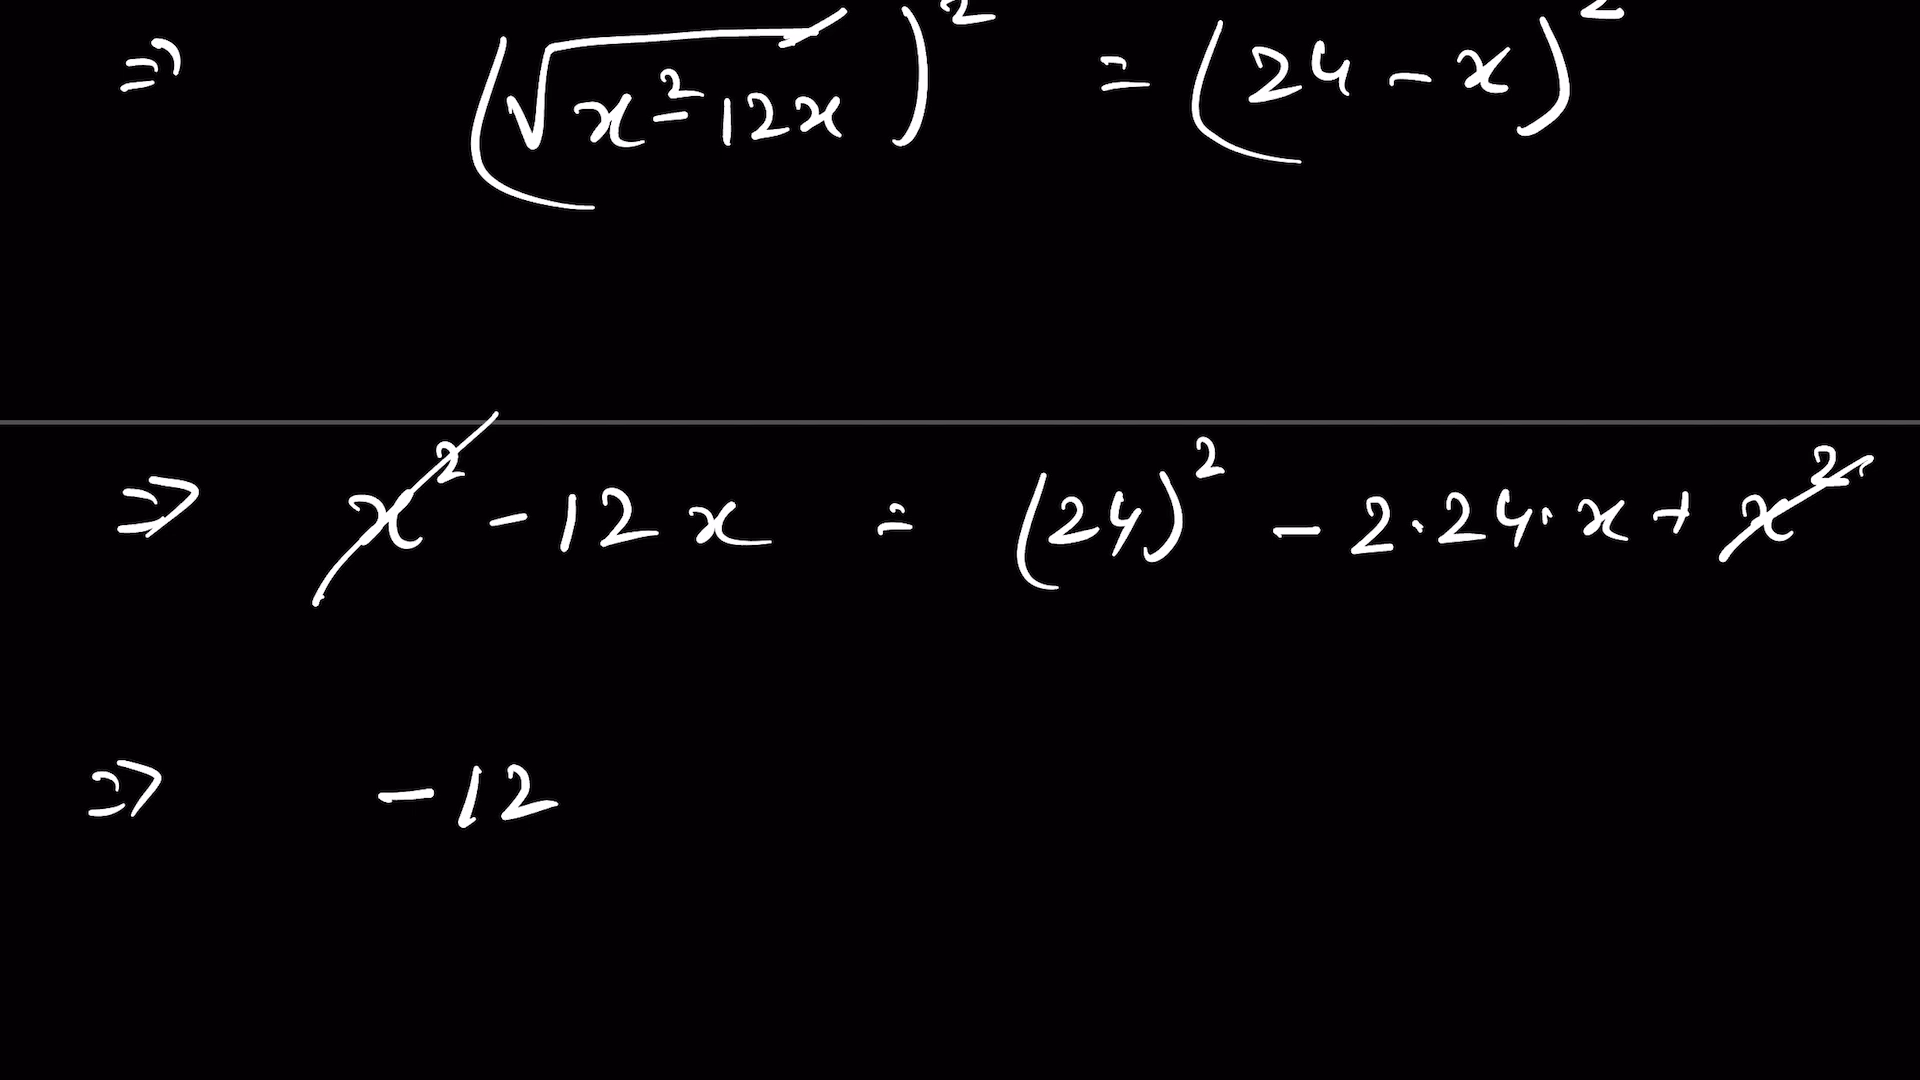 ⇒ (√x²-12x)² = (24-x)²
⇒ x² - 12x = (24)² - 2·24·x + x²
⇒ -12